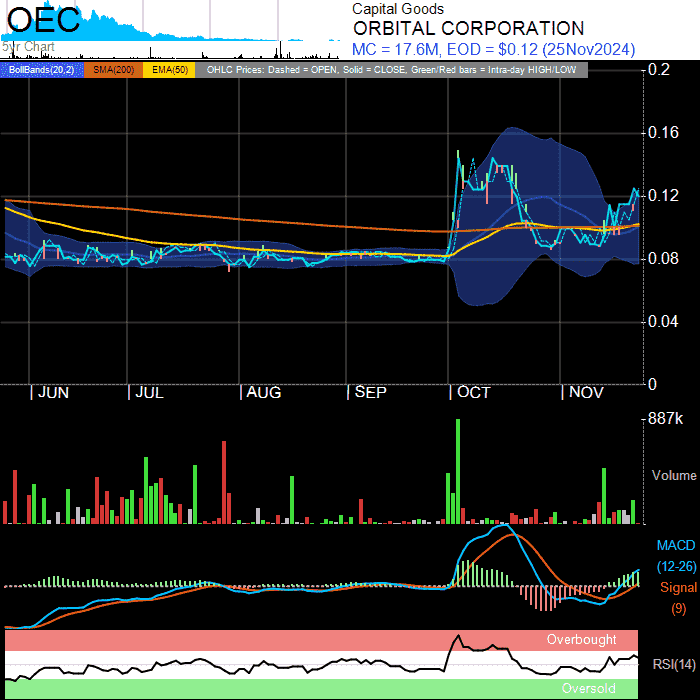 OEC
5yr Chart
Capital Goods
ORBITAL CORPORATION
MC = 17.6M, EOD = $0.12 (25Nov2024)
BollBands(20,2) SMA(200) EMA(50) OHLC Prices: Dashed = OPEN, Solid = CLOSE, Green/Red bars = Intra-day HIGH/LOW
0.2
0.16
0.12
0.08
0.04
0
JUN JUL AUG SEP OCT NOV
887k
Volume
MACD
(12-26)
Signal
(9)
Overbought
RSI(14)
Oversold